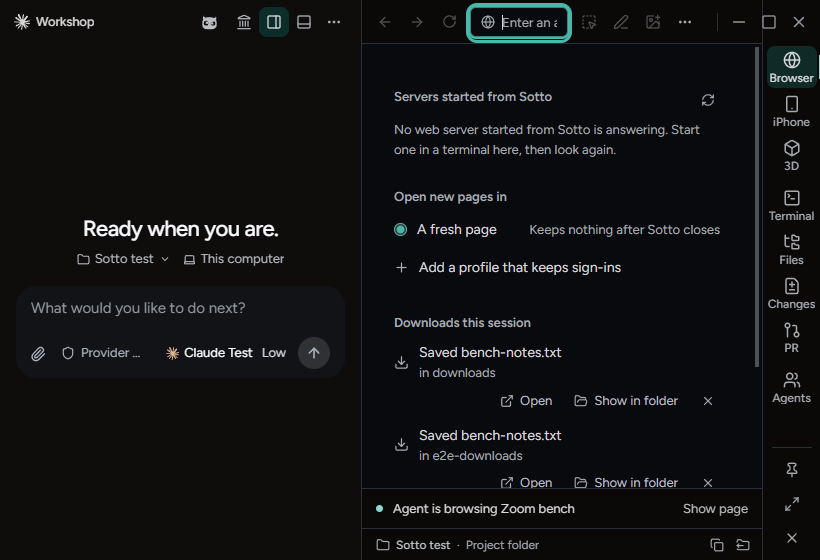 Workshop
Enter an a
Servers started from Sotto
No web server started from Sotto is answering. Start
one in a terminal here, then look again.
Open new pages in
A fresh page
Keeps nothing after Sotto closes
Add a profile that keeps sign-ins
Downloads this session
Saved bench-notes.txt
in downloads
Open
Show in folder
Saved bench-notes.txt
in e2e-downloads
Open
Show in folder
Agent is browsing Zoom bench
Show page
Sotto test · Project folder
Ready when you are.
Sotto test
This computer
What would you like to do next?
Provider ...
Claude Test
Low
Browser
iPhone
3D
Terminal
Files
Changes
PR
Agents